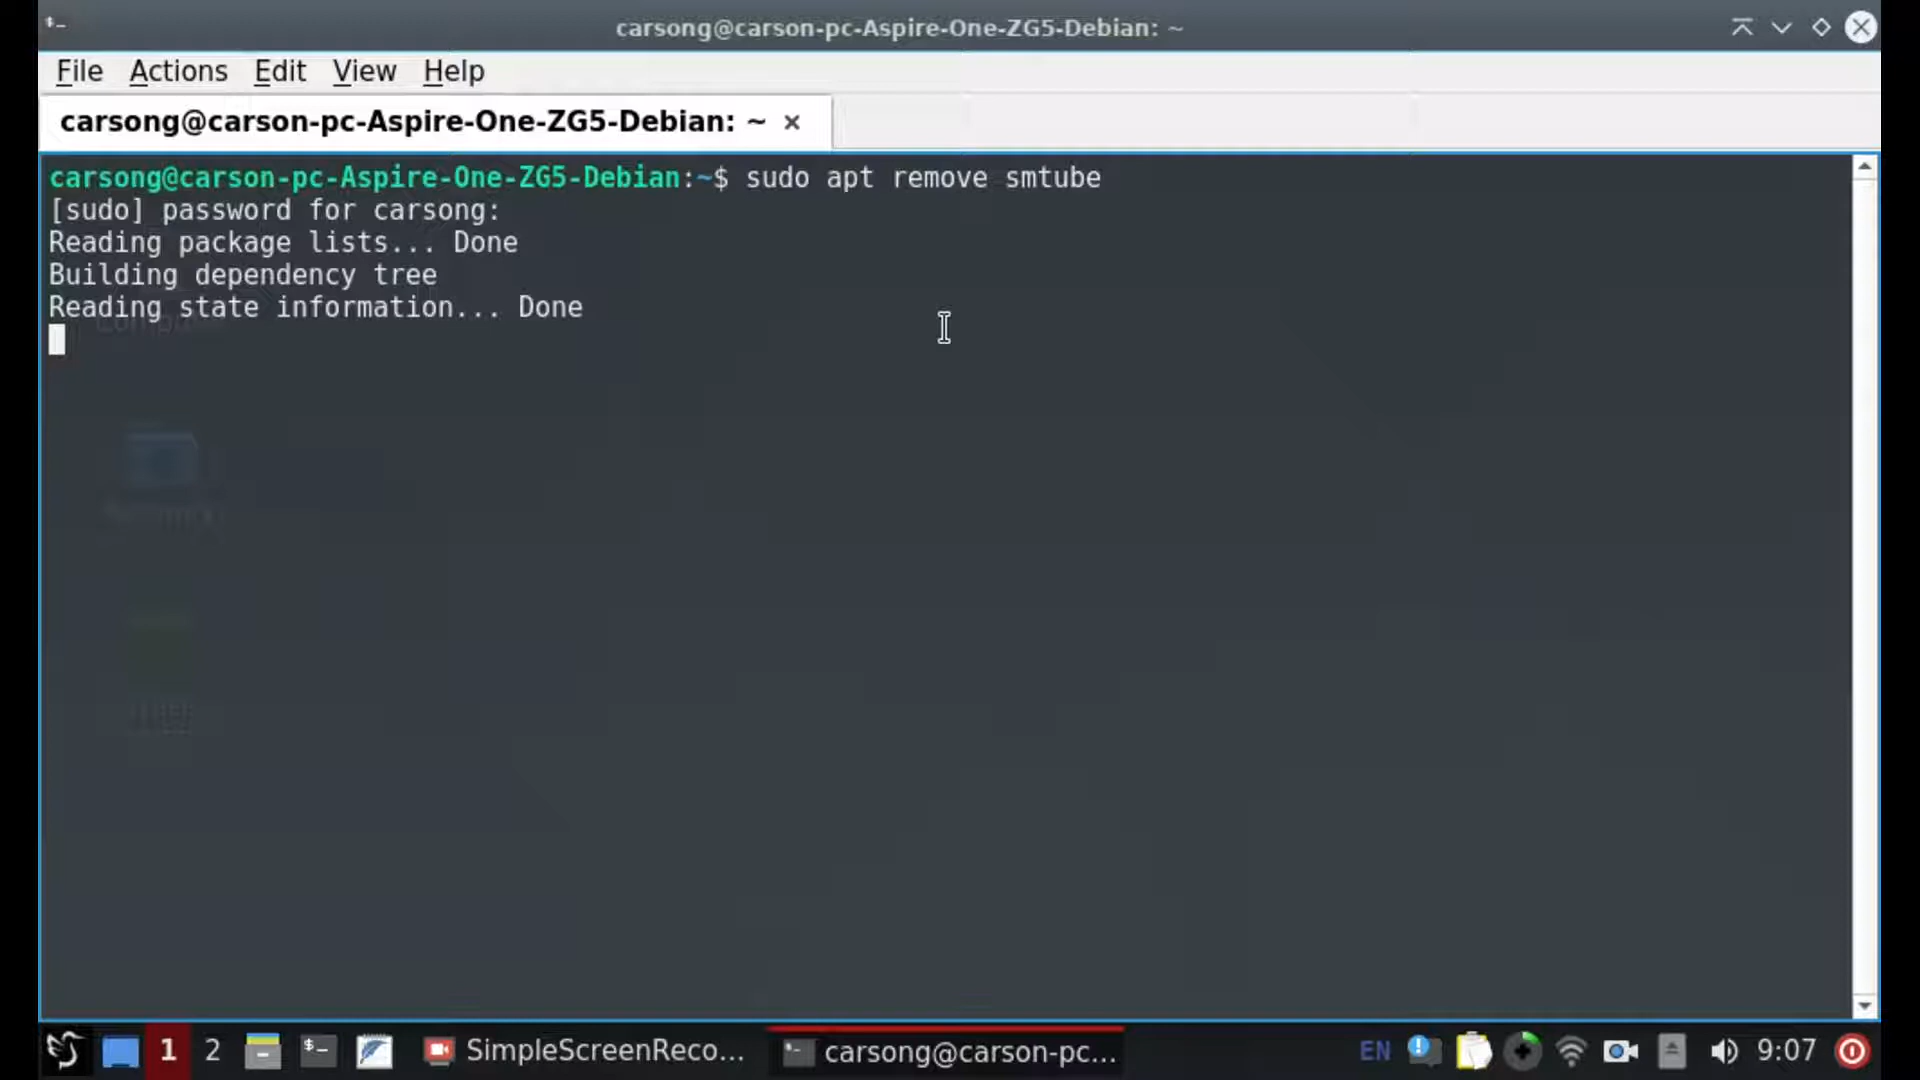 carsong@carson-pc-Aspire-One-ZG5-Debian: ~
File Actions Edit View Help
carsong@carson-pc-Aspire-One-ZG5-Debian: ~
carsong@carson-pc-Aspire-One-ZG5-Debian:~$ sudo apt remove smtube
[sudo] password for carsong:
Reading package lists... Done
Building dependency tree
Reading state information... Done
1 2 SimpleScreenReco... carsong@carson-pc... EN 9:07